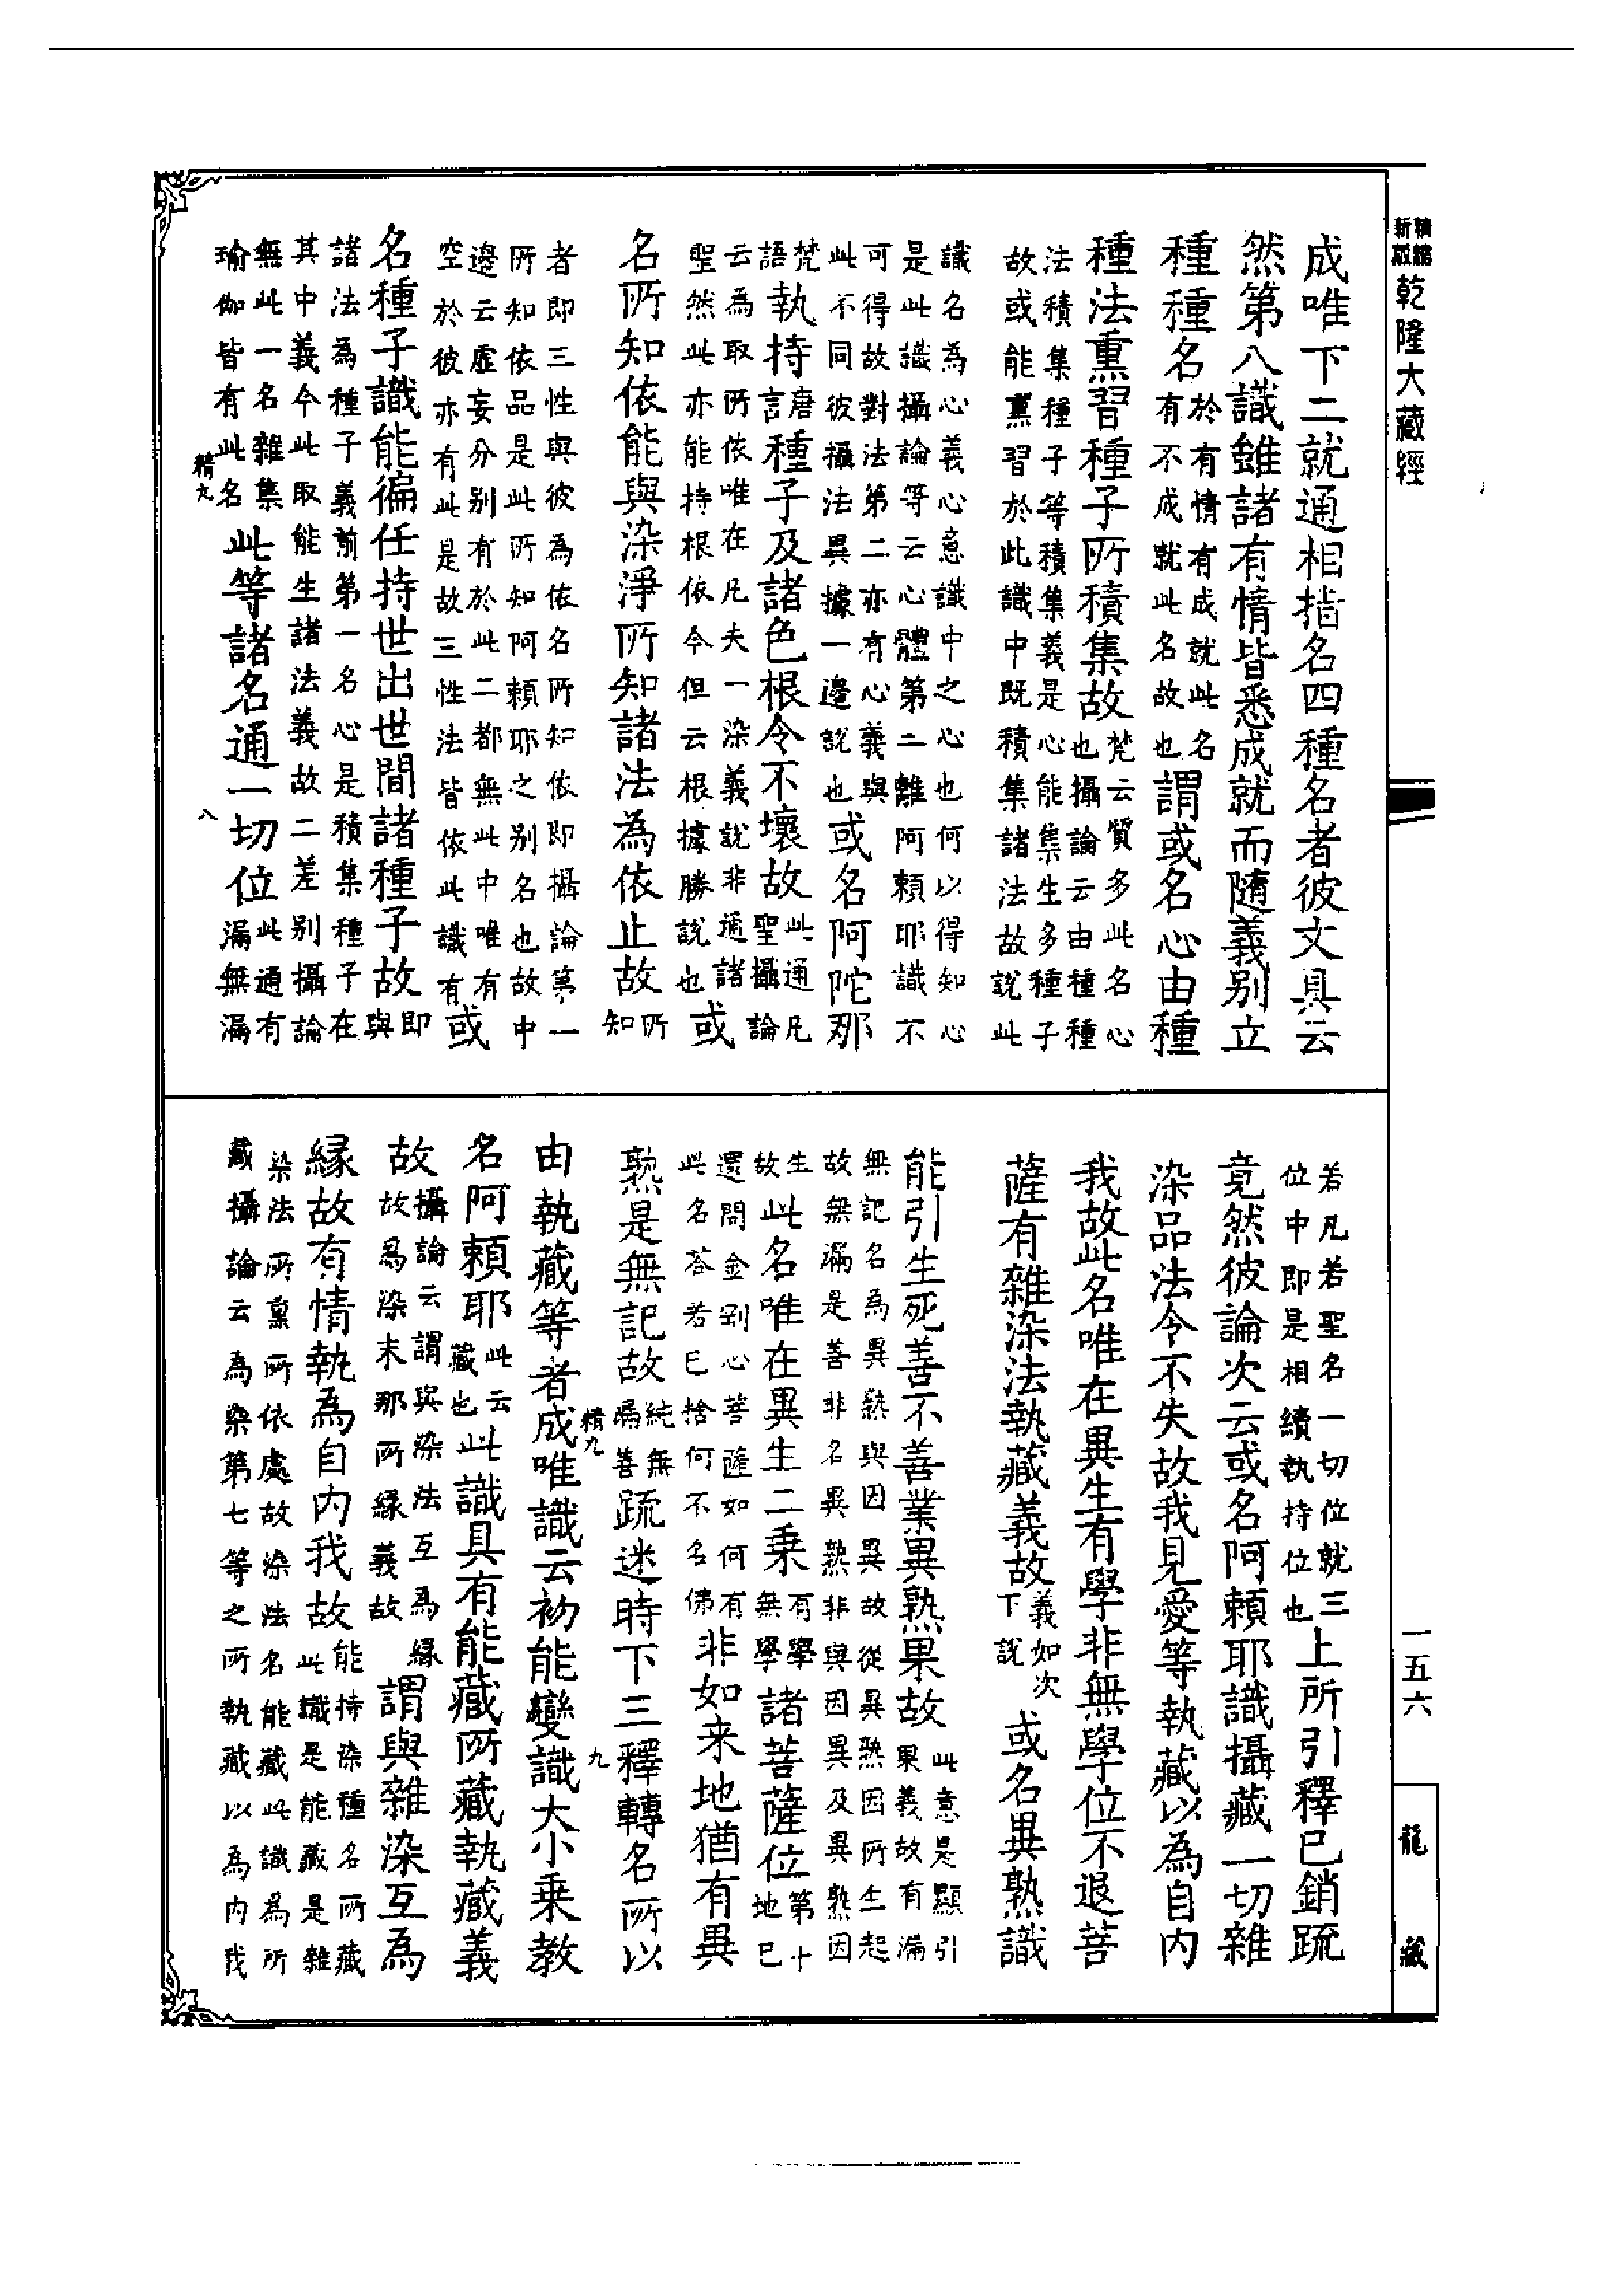 乾隆大藏經
成唯下二就通相指名四種名者彼文具云
然第八識雖諸有情皆悉成就而隨義別立
種種名於有情有成就此名
有不成就此名故也謂或名心由種
種法熏習種子所積集故梵云質多此名心
也攝論云由種種
法積集種子等積集義是心能集生多種子
故或能熏習於此識中既積集諸法故說此
識名為心義心意識中之心也何以得知心
是此識攝論等云心體第二離阿賴耶識不
可得故對法第二亦有心義與
此不同彼攝法異據一邊說也或名阿陀那
梵語執持唐言種子及諸色根令不壞故此通凡
聖攝論
云為取所依唯在凡夫一染義說非通諸
聖然此亦能持根依今但云根據勝說也或
名所知依能與染淨所知諸法為依止故所
知
者即三性與彼為依名所知依即攝論第一
所知依品是此所知阿賴耶之別名也故中
邊云虛妄分別有於此二都無此中唯有
空於彼亦有此是故三性法皆依此識有或
名種子識能徧任持世出世間諸種子故即
與
諸法為種子義前第一名心是積集種子在
其中義今此取能生諸法義故二差別攝論
無此一名雜集
瑜伽皆有此名此等諸名通一切位此通有
漏無漏
精九
八
若凡若聖名一切位就三
位中即是相續執持位也上所引釋已銷疏
竟然彼論次云或名阿賴耶識攝藏一切雜
染品法令不失故我見愛等執藏以為自內
我故此名唯在異生有學非無學位不退菩
薩有雜染法執藏義故義如次
下說或名異熟識
能引生死善不善業異熟果故此意是顯引
果義故有漏
無記名為異熟與因異故從異熟因所生起
故無漏是善非名異熟非與因異及異熟因
生
故此名唯在異生二乘有學
無學諸菩薩位第十
地已
還問金剛心菩薩如何有
此名答若已捨何不名佛非如来地猶有異
熟是無記故純無
漏善疏迷時下三釋轉名所以
精九
九
由執藏等者成唯識云初能變識大小乘教
名阿賴耶此云
藏也此識具有能藏所藏執藏義
故攝論云謂與染法互為緣
故為染末那所緣義故謂與雜染互為
緣故有情執為自內我故能持染種名所藏
此識是能藏是雜
染法所熏所依處故染法名能藏此識為所
藏攝論云為染第七等之所執藏以為內我
一五六
龍藏